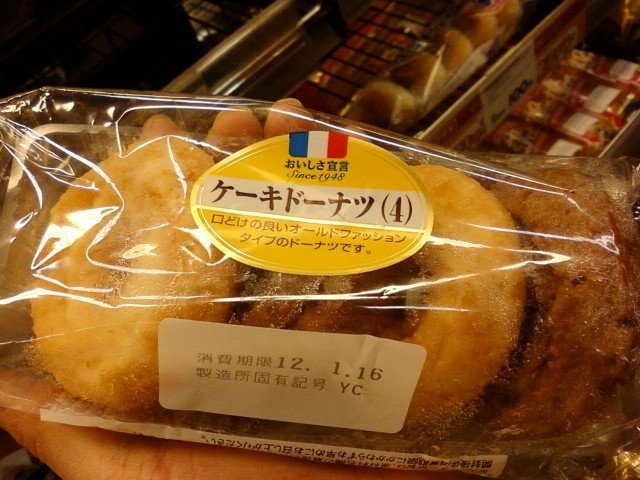 おいしさ宣言
Since 1948
ケーキドーナツ(4)
口どけの良いオールドファッション
タイプのドーナツです。
消費期限12. 1.16
製造所固有記号 YC
100